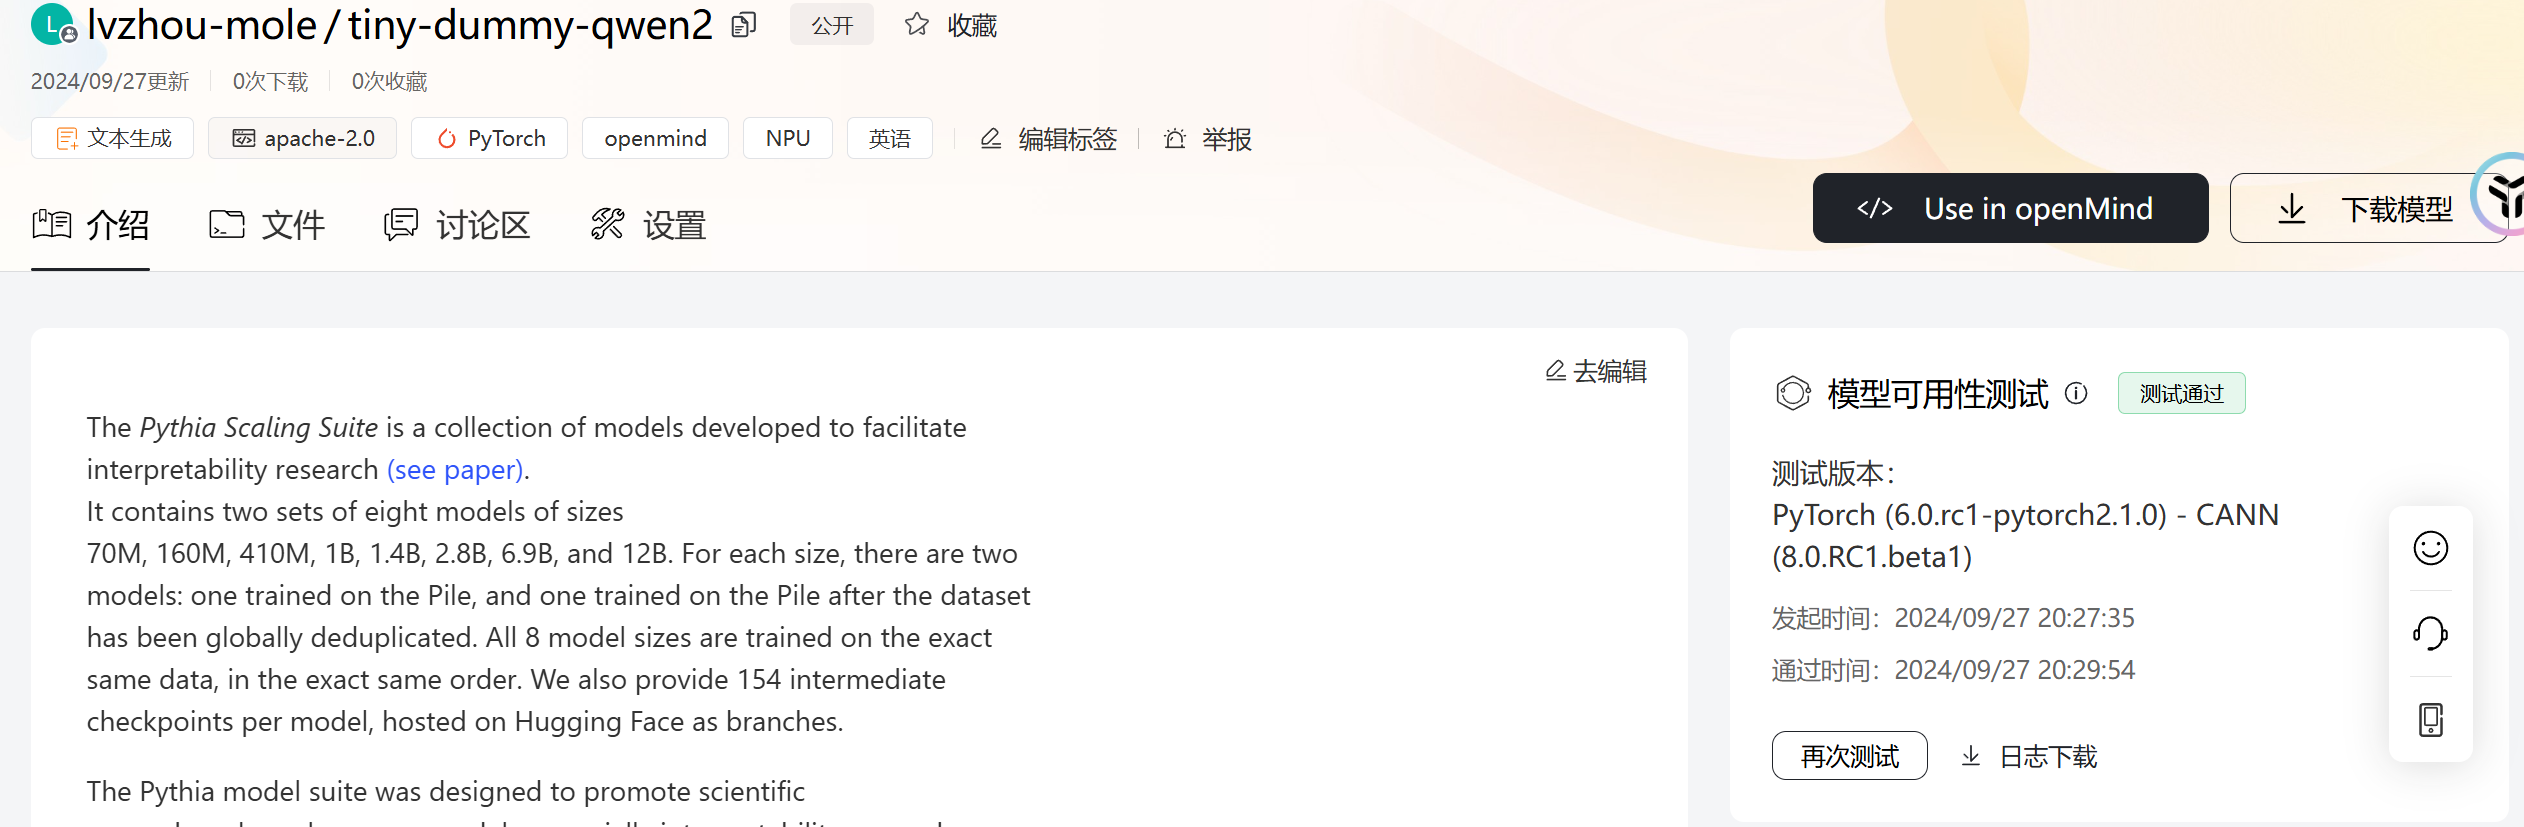 L lvzhou-mole / tiny-dummy-qwen2 公开 收藏
2024/09/27更新 0次下载 0次收藏
文本生成 apache-2.0 PyTorch openmind NPU 英语 编辑标签 举报
介绍 文件 讨论区 设置
Use in openMind 下载模型
去编辑
The Pythia Scaling Suite is a collection of models developed to facilitate
interpretability research (see paper).
It contains two sets of eight models of sizes
70M, 160M, 410M, 1B, 1.4B, 2.8B, 6.9B, and 12B. For each size, there are two
models: one trained on the Pile, and one trained on the Pile after the dataset
has been globally deduplicated. All 8 model sizes are trained on the exact
same data, in the exact same order. We also provide 154 intermediate
checkpoints per model, hosted on Hugging Face as branches.
The Pythia model suite was designed to promote scientific
模型可用性测试 测试通过
测试版本：
PyTorch (6.0.rc1-pytorch2.1.0) - CANN
(8.0.RC1.beta1)
发起时间：2024/09/27 20:27:35
通过时间：2024/09/27 20:29:54
再次测试 日志下载